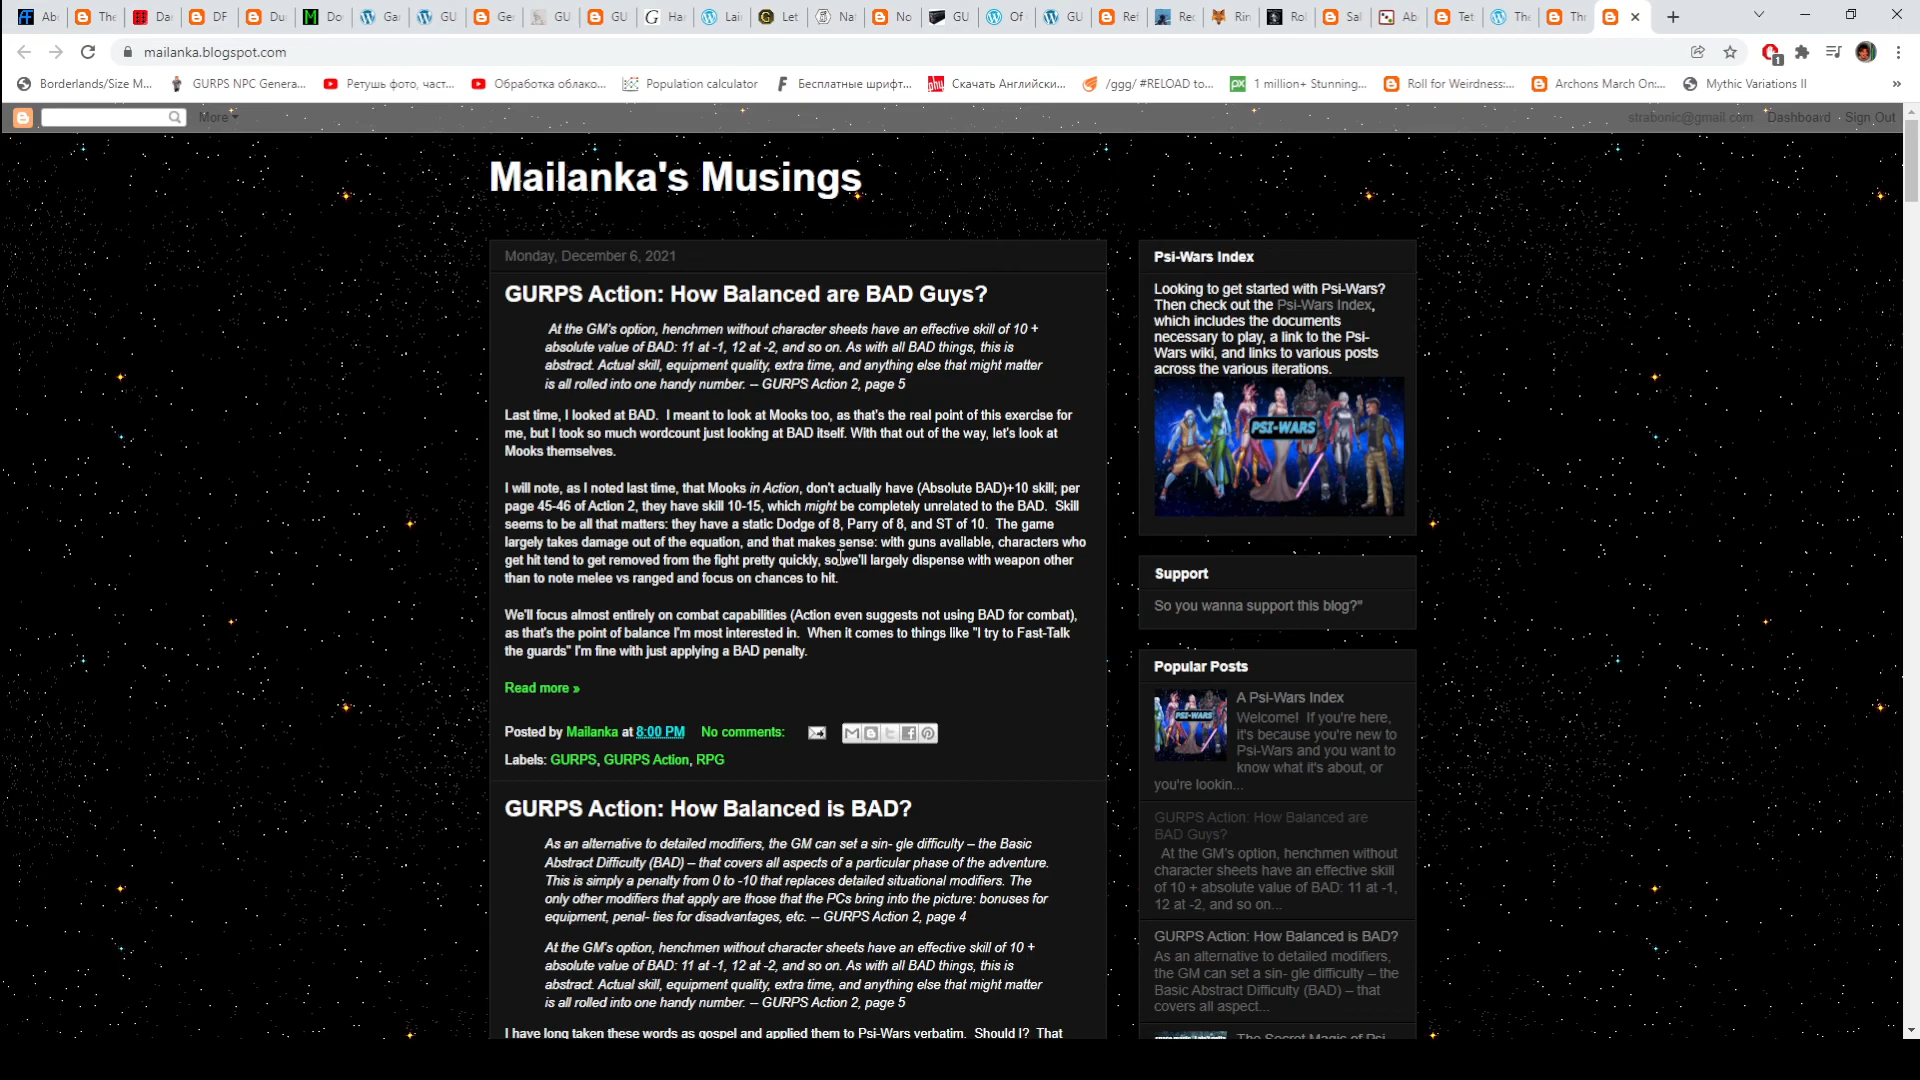 Ab
The
Da
DF
Du
Do
Ga
GU
Ge
GU
GU
Ha
Lai
Let
Na
No
GU
Of
GU
Ref
Rec
Rin
Rol
Sal
Ab
Tet
The
Thr
mailanka.blogspot.com
1
Borderlands/Size M...
GURPS NPC Genera...
Ретушь фото, част...
Обработка облако...
Population calculator
Бесплатные шрифт...
Скачать Английски...
/ggg/ #RELOAD to...
1 million+ Stunning...
Roll for Weirdness:...
Archons March On:...
Mythic Variations II
»
More
strabonic@gmail.com Dashboard Sign Out
Mailanka's Musings
Monday, December 6, 2021
GURPS Action: How Balanced are BAD Guys?
At the GM's option, henchmen without character sheets have an effective skill of 10 +
absolute value of BAD: 11 at -1, 12 at -2, and so on. As with all BAD things, this is
abstract. Actual skill, equipment quality, extra time, and anything else that might matter
is all rolled into one handy number. -- GURPS Action 2, page 5
Last time, I looked at BAD.  I meant to look at Mooks too, as that's the real point of this exercise for
me, but I took so much wordcount just looking at BAD itself. With that out of the way, let's look at
Mooks themselves.
I will note, as I noted last time, that Mooks in Action, don't actually have (Absolute BAD)+10 skill; per
page 45-46 of Action 2, they have skill 10-15, which might be completely unrelated to the BAD.  Skill
seems to be all that matters: they have a static Dodge of 8, Parry of 8, and ST of 10.  The game
largely takes damage out of the equation, and that makes sense: with guns available, characters who
get hit tend to get removed from the fight pretty quickly, so we'll largely dispense with weapon other
than to note melee vs ranged and focus on chances to hit.
We'll focus almost entirely on combat capabilities (Action even suggests not using BAD for combat),
as that's the point of balance I'm most interested in.  When it comes to things like "I try to Fast-Talk
the guards" I'm fine with just applying a BAD penalty.
Read more »
Posted by Mailanka at 8:00 PM No comments:
Labels: GURPS, GURPS Action, RPG
GURPS Action: How Balanced is BAD?
As an alternative to detailed modifiers, the GM can set a sin- gle difficulty – the Basic
Abstract Difficulty (BAD) – that covers all aspects of a particular phase of the adventure.
This is simply a penalty from 0 to -10 that replaces detailed situational modifiers. The
only other modifiers that apply are those that the PCs bring into the picture: bonuses for
equipment, penal- ties for disadvantages, etc. -- GURPS Action 2, page 4
At the GM's option, henchmen without character sheets have an effective skill of 10 +
absolute value of BAD: 11 at -1, 12 at -2, and so on. As with all BAD things, this is
abstract. Actual skill, equipment quality, extra time, and anything else that might matter
is all rolled into one handy number. -- GURPS Action 2, page 5
I have long taken these words as gospel and applied them to Psi-Wars verbatim.  Should I?  That
Psi-Wars Index
Looking to get started with Psi-Wars?
Then check out the Psi-Wars Index,
which includes the documents
necessary to play, a link to the Psi-
Wars wiki, and links to various posts
across the various iterations.
PSI-WARS
Support
So you wanna support this blog?"
Popular Posts
PSI-WARS
A Psi-Wars Index
Welcome!  If you're here,
it's because you're new to
Psi-Wars and you want to
know what it's about, or
you're lookin...
GURPS Action: How Balanced are
BAD Guys?
At the GM's option, henchmen without
character sheets have an effective skill
of 10 + absolute value of BAD: 11 at -1,
12 at -2, and so on...
GURPS Action: How Balanced is BAD?
As an alternative to detailed modifiers,
the GM can set a sin- gle difficulty – the
Basic Abstract Difficulty (BAD) – that
covers all aspect...
The Secret Magic of Psi